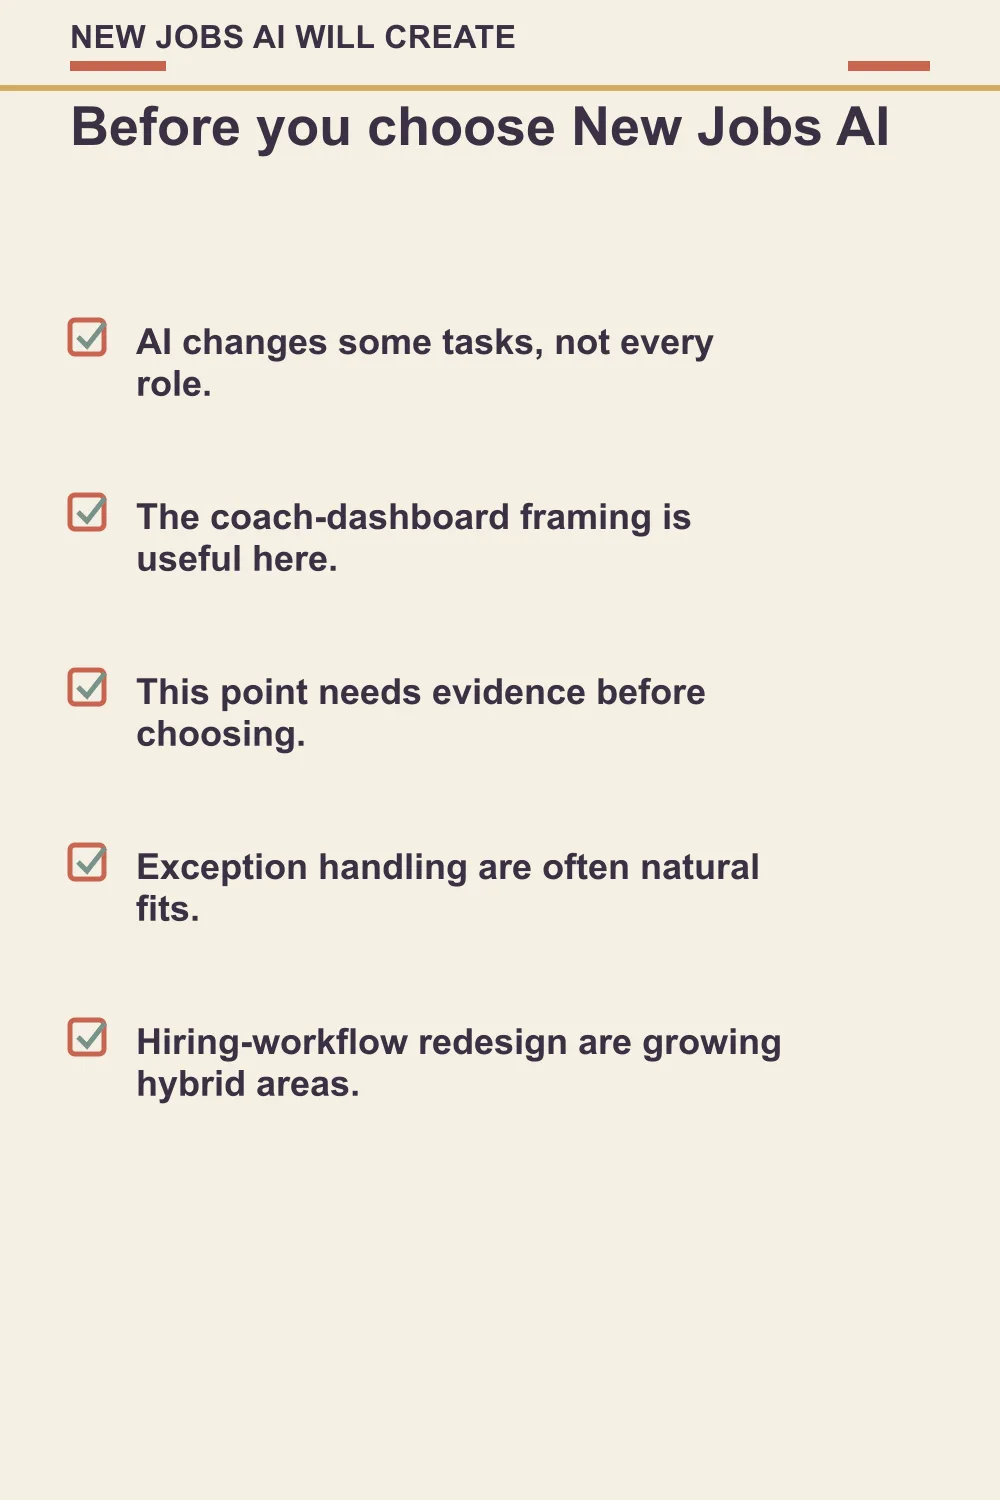 NEW JOBS AI WILL CREATE
Before you choose New Jobs AI
AI changes some tasks, not every
role.
The coach-dashboard framing is
useful here.
This point needs evidence before
choosing.
Exception handling are often natural
fits.
Hiring-workflow redesign are growing
hybrid areas.